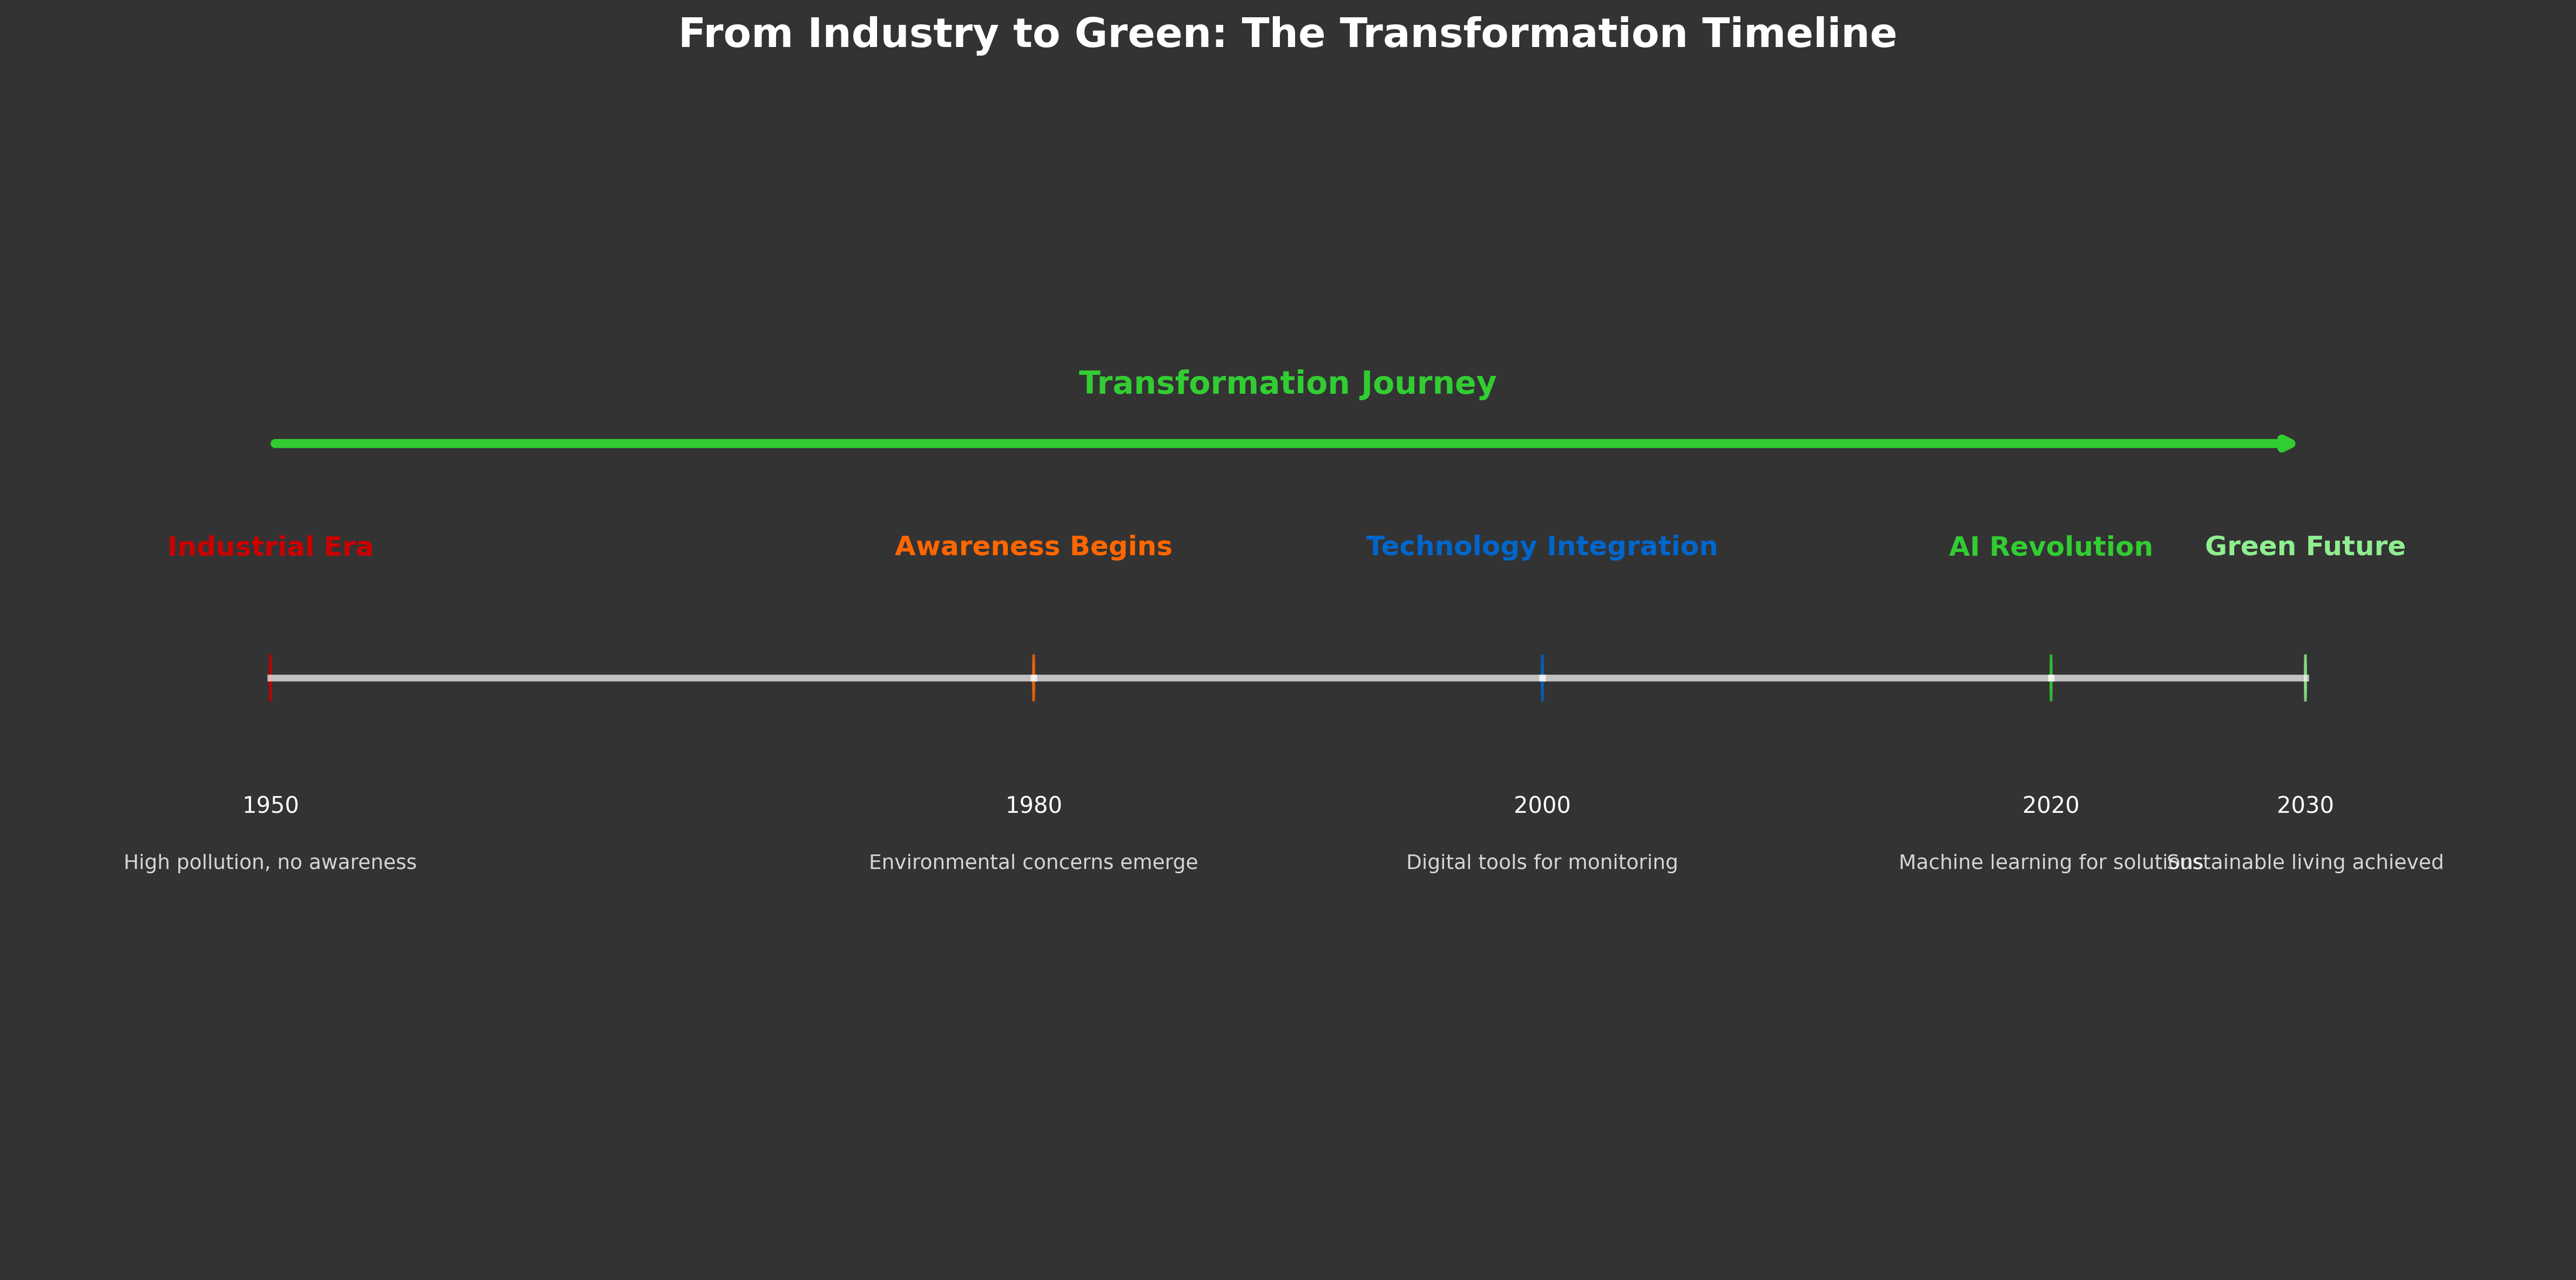 From Industry to Green: The Transformation Timeline
Transformation Journey
Industrial Era
Awareness Begins
Technology Integration
AI Revolution
Green Future
1950
1980
2000
2020
2030
High pollution, no awareness
Environmental concerns emerge
Digital tools for monitoring
Machine learning for solutions
Sustainable living achieved